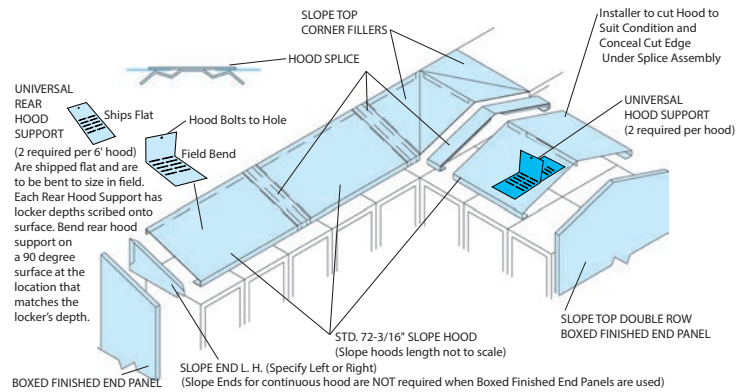 SLOPE TOP
CORNER FILLERS
HOOD SPLICE
Installer to cut Hood to
Suit Condition and
Conceal Cut Edge
Under Splice Assembly
UNIVERSAL
REAR
HOOD
SUPPORT
Ships Flat
Hood Bolts to Hole
Field Bend
(2 required per 6' hood)
Are shipped flat and are
to be bent to size in field.
Each Rear Hood Support has
locker depths scribed onto
surface. Bend rear hood
support on
a 90 degree
surface at the
location that
matches the
locker's depth.
UNIVERSAL
HOOD SUPPORT
(2 required per hood)
STD. 72-3/16" SLOPE HOOD
(Slope hoods length not to scale)
SLOPE TOP DOUBLE ROW
BOXED FINISHED END PANEL
BOXED FINISHED END PANEL
SLOPE END L. H. (Specify Left or Right)
(Slope Ends for continuous hood are NOT required when Boxed Finished End Panels are used)